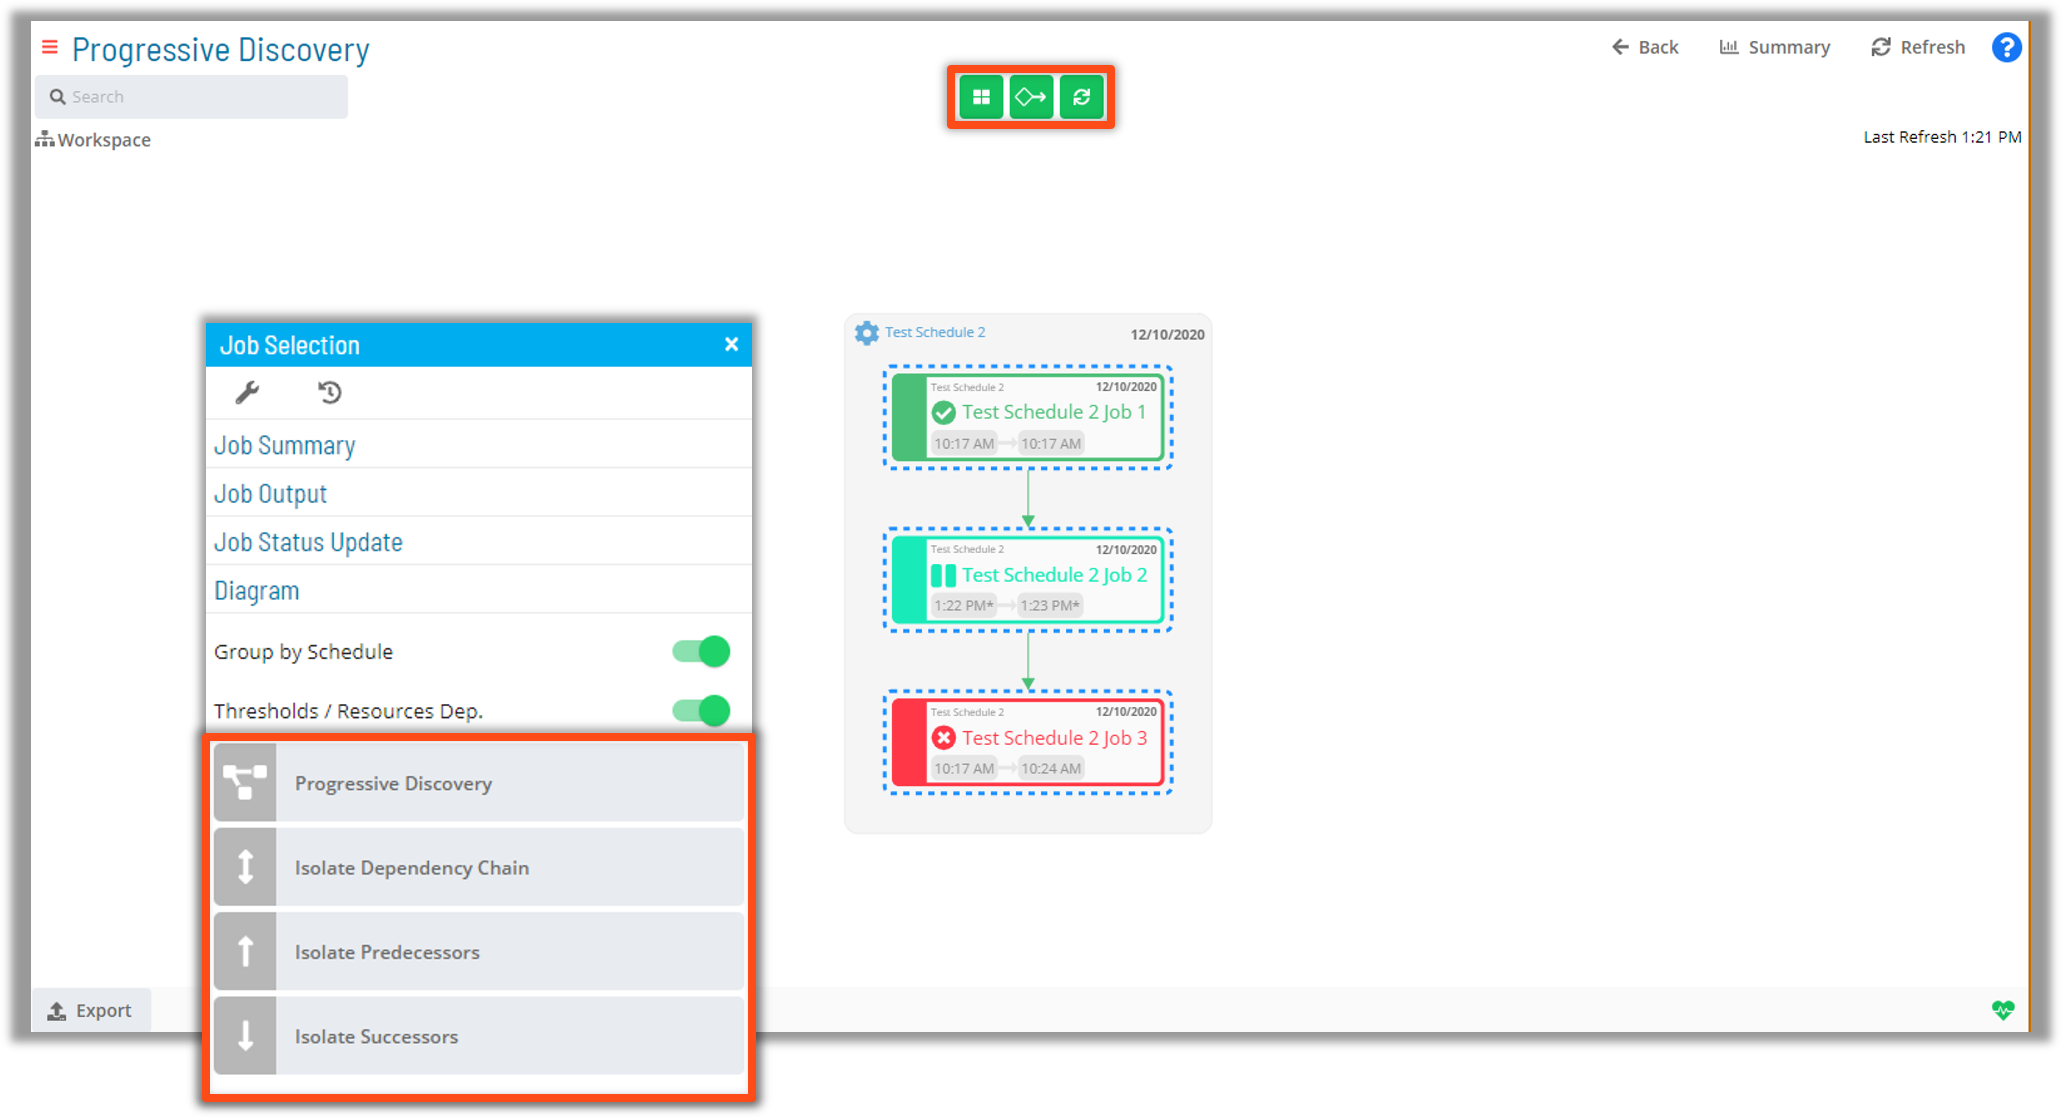 Progressive Discovery
Back
Summary
Refresh
?
Search
Workspace
Last Refresh 1:21 PM
Job Selection
Job Summary
Job Output
Job Status Update
Diagram
Group by Schedule
Thresholds / Resources Dep.
Progressive Discovery
Isolate Dependency Chain
Isolate Predecessors
Isolate Successors
Test Schedule 2 12/10/2020
Test Schedule 2 12/10/2020
Test Schedule 2 Job 1
10:17 AM 10:17 AM
Test Schedule 2 12/10/2020
Test Schedule 2 Job 2
1:22 PM* 1:23 PM*
Test Schedule 2 12/10/2020
Test Schedule 2 Job 3
10:17 AM 10:24 AM
Export